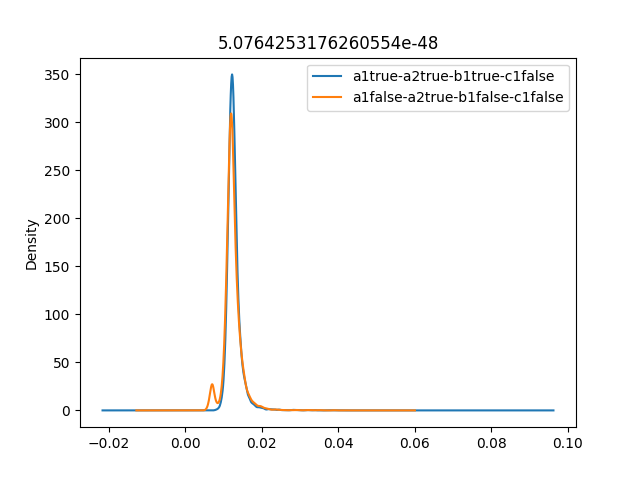 5.0764253176260554e-48
a1true-a2true-b1true-c1false
a1false-a2true-b1false-c1false
Density
350
300
250
200
150
100
50
0
−0.02 0.00 0.02 0.04 0.06 0.08 0.10